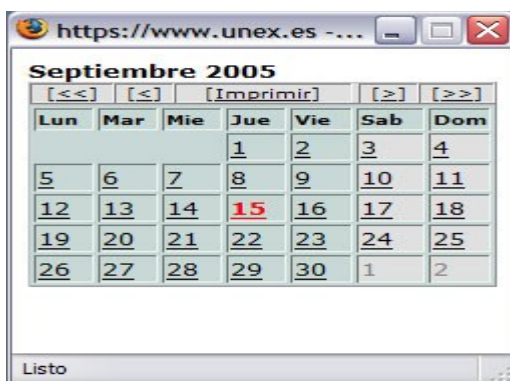 https://www.unex.es -...
Septiembre 2005
[<<] [<] [Imprimir] [>] [>>]
Lun Mar Mie Jue Vie Sab Dom
1 2 3 4
5 6 7 8 9 10 11
12 13 14 15 16 17 18
19 20 21 22 23 24 25
26 27 28 29 30 1 2
Listo